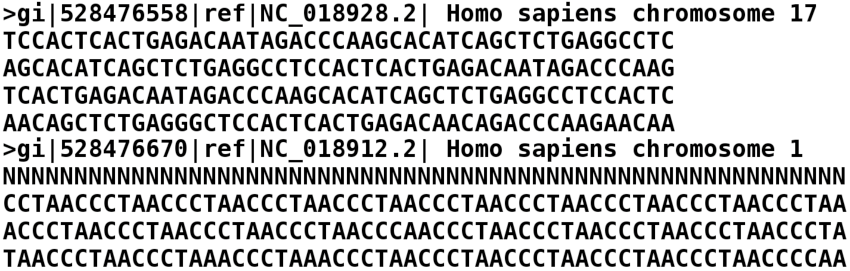 >gi|528476558|ref|NC_018928.2| Homo sapiens chromosome 17
TCCACTCACTGAGACAATAGACCCAAGCACATCAGCTCTGAGGCCTC
AGCACATCAGCTCTGAGGCCTCCACTCACTGAGACAATAGACCCAAG
TCACTGAGACAATAGACCCAAGCACATCAGCTCTGAGGCCTCCACTC
AACAGCTCTGAGGGCTCCACTCACTGAGACAACAGACCCAAGAACAA
>gi|528476670|ref|NC_018912.2| Homo sapiens chromosome 1
NNNNNNNNNNNNNNNNNNNNNNNNNNNNNNNNNNNNNNNNNNNNNNNNNNNNNNNNNNN
CCTAACCCTAACCCTAACCCTAACCCTAACCCTAACCCTAACCCTAACCCTAACCCTAA
ACCCTAACCCTAACCCTAACCCTAACCCAACCCTAACCCTAACCCTAACCCTAACCCTA
TAACCCTAACCCTAAACCCTAAACCCTAACCCTAACCCTAACCCTAACCCTAACCCCAA